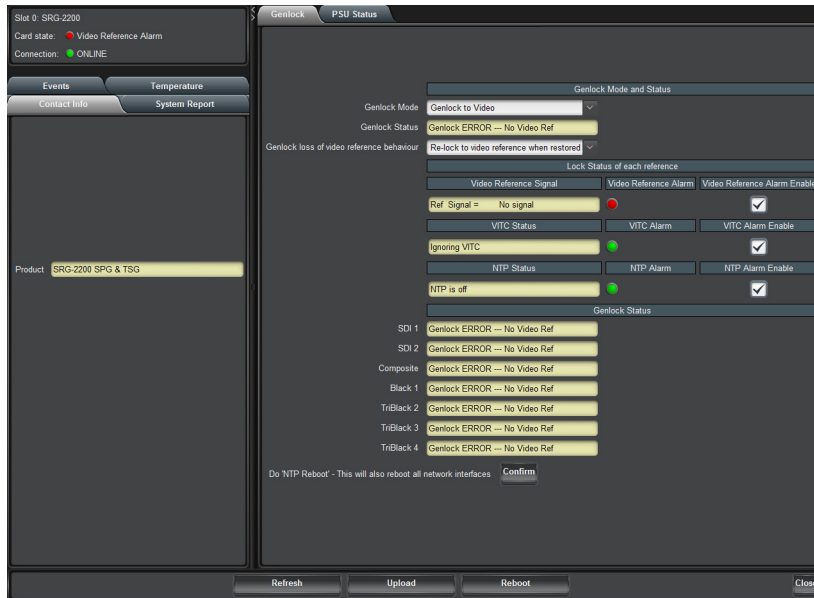 Slot 0: SRG-2200
Card state: Video Reference Alarm
Connection: ONLINE
Events Temperature
Contact Info System Report
Product SRG-2200 SPG & TSG
Genlock PSU Status
Genlock Mode and Status
Genlock Mode Genlock to Video
Genlock Status Genlock ERROR --- No Video Ref
Genlock loss of video reference behaviour Re-lock to video reference when restored
Lock Status of each reference
Video Reference Signal Video Reference Alarm Video Reference Alarm Enable
Ref Signal = No signal
VITC Status VITC Alarm VITC Alarm Enable
Ignoring VITC
NTP Status NTP Alarm NTP Alarm Enable
NTP is off
Genlock Status
SDI 1 Genlock ERROR --- No Video Ref
SDI 2 Genlock ERROR --- No Video Ref
Composite Genlock ERROR --- No Video Ref
Black 1 Genlock ERROR --- No Video Ref
TriBlack 2 Genlock ERROR --- No Video Ref
TriBlack 3 Genlock ERROR --- No Video Ref
TriBlack 4 Genlock ERROR --- No Video Ref
Do 'NTP Reboot' - This will also reboot all network interfaces Confirm
Refresh Upload Reboot Close